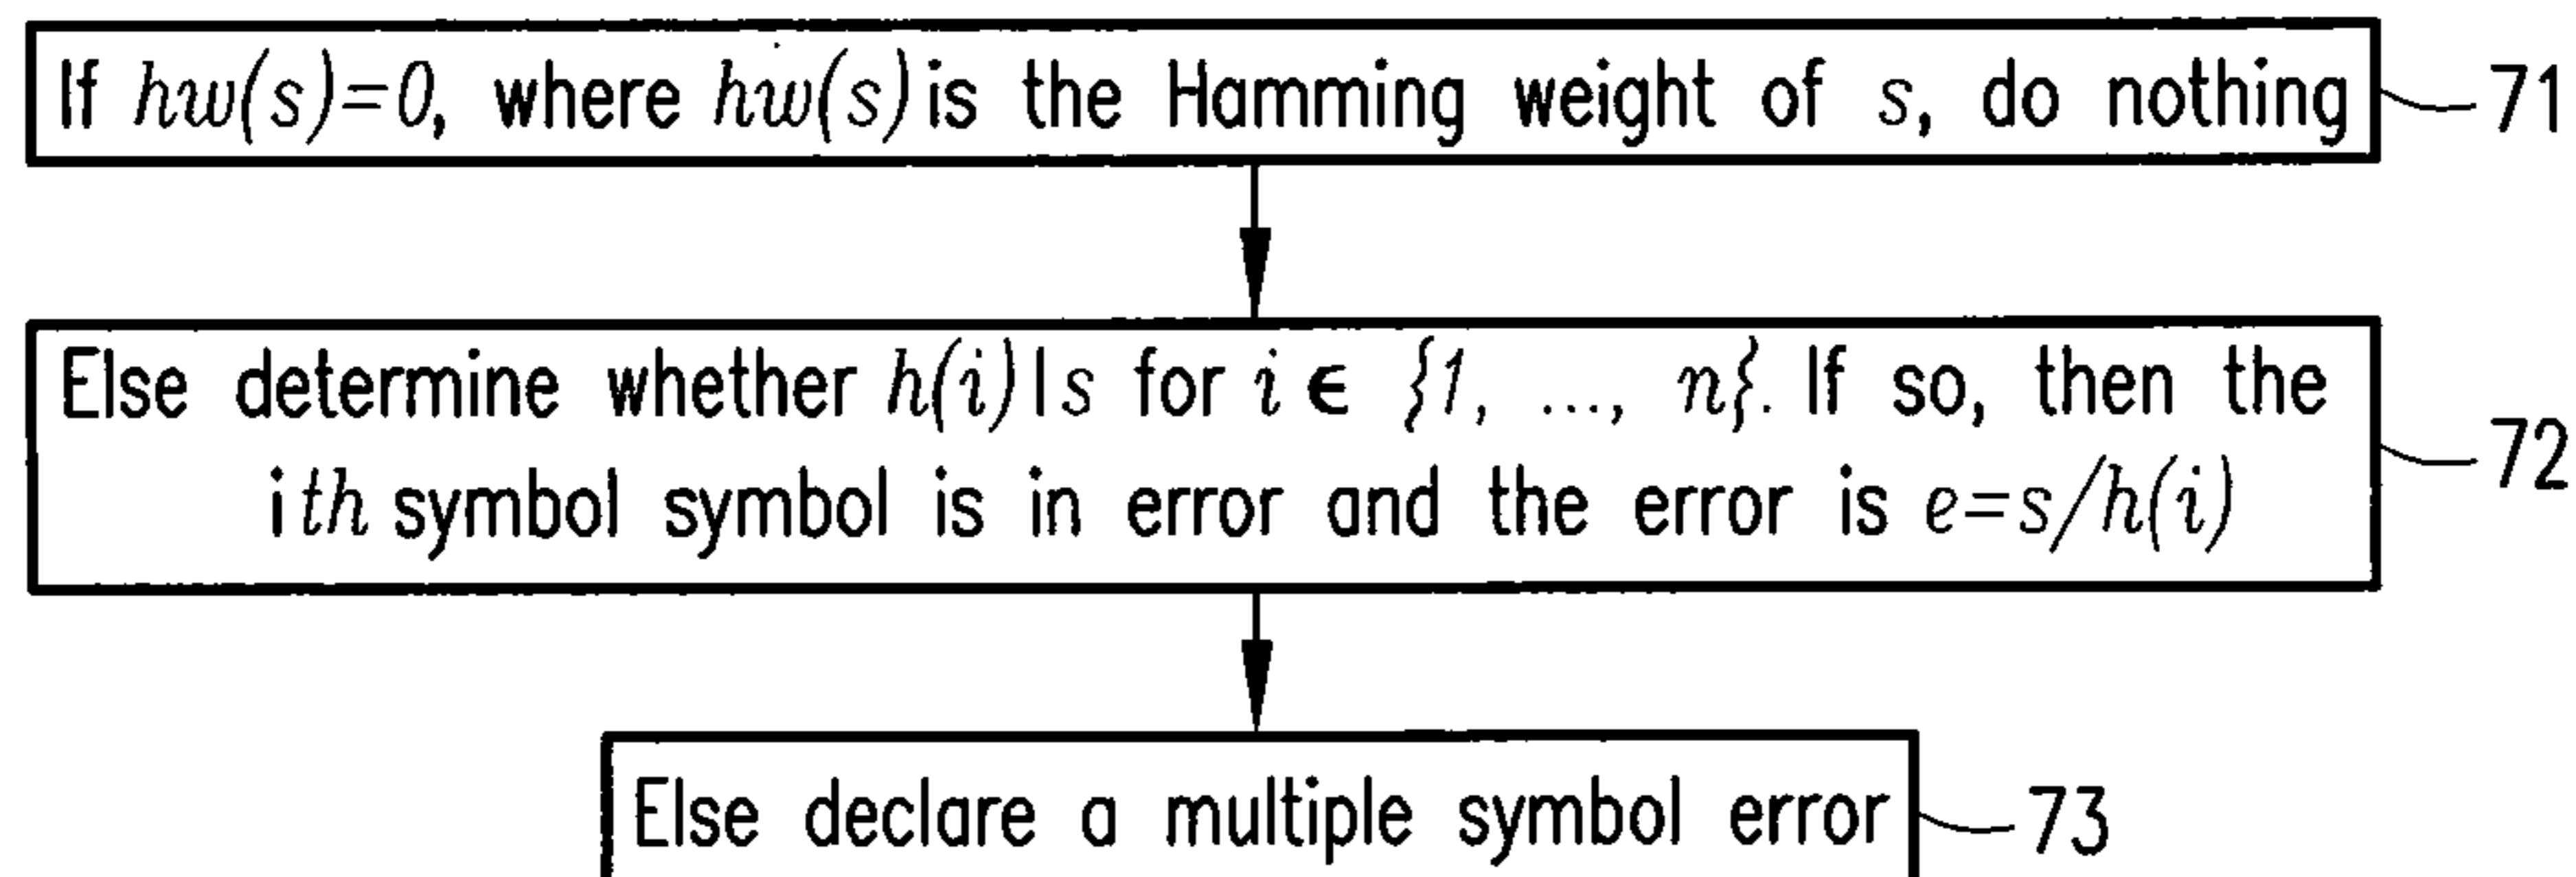 If hw(s)=0, where hw(s) is the Hamming weight of s, do nothing
71
Else determine whether h(i)|s for i ϵ {1, ..., n}. If so, then the
ith symbol symbol is in error and the error is e=s/h(i)
72
Else declare a multiple symbol error
73